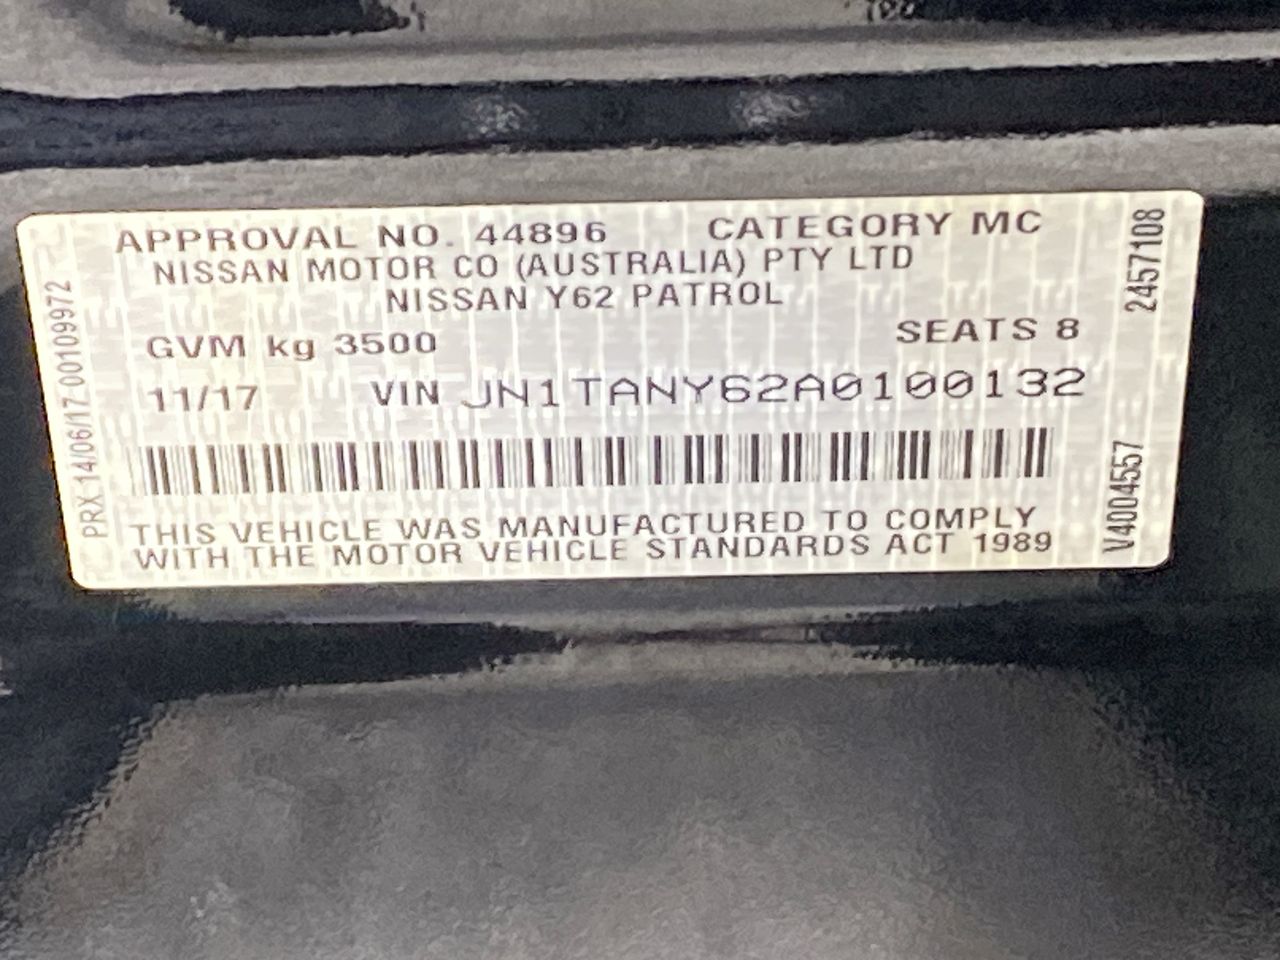 APPROVAL NO. 44896 CATEGORY MC
NISSAN MOTOR CO (AUSTRALIA) PTY LTD
NISSAN Y62 PATROL
GVM kg 3500 SEATS 8
11/17 VIN JN1TANY62A0100132
THIS VEHICLE WAS MANUFACTURED TO COMPLY
WITH THE MOTOR VEHICLE STANDARDS ACT 1989
PRX 14/06/17 00109972
24571108
V4004557